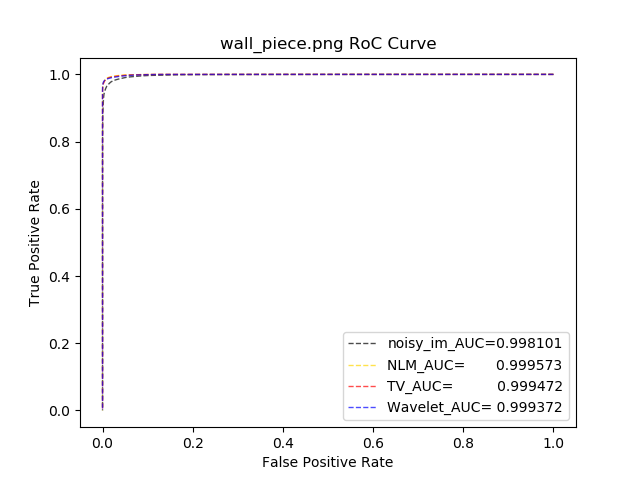 wall_piece.png RoC Curve
True Positive Rate
1.0
0.8
0.6
0.4
0.2
0.0
noisy_im_AUC=0.998101
NLM_AUC= 0.999573
TV_AUC= 0.999472
Wavelet_AUC= 0.999372
0.0 0.2 0.4 0.6 0.8 1.0
False Positive Rate